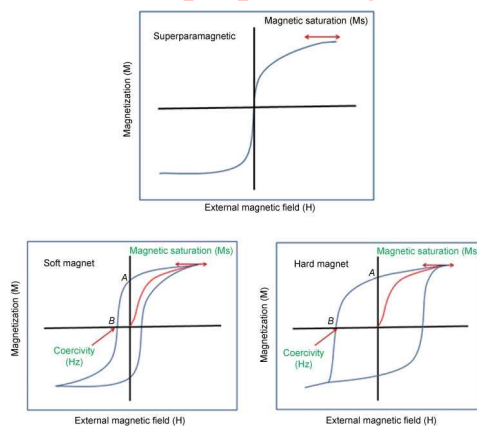 Magnetic saturation (Ms)
Superparamagnetic
Magnetization (M)
External magnetic field (H)
Magnetic saturation (Ms)
Soft magnet
A
B
Coercivity
(Hz)
Magnetization (M)
External magnetic field (H)
Magnetic saturation (Ms)
Hard magnet
A
B
Coercivity
(Hz)
Magnetization (M)
External magnetic field (H)